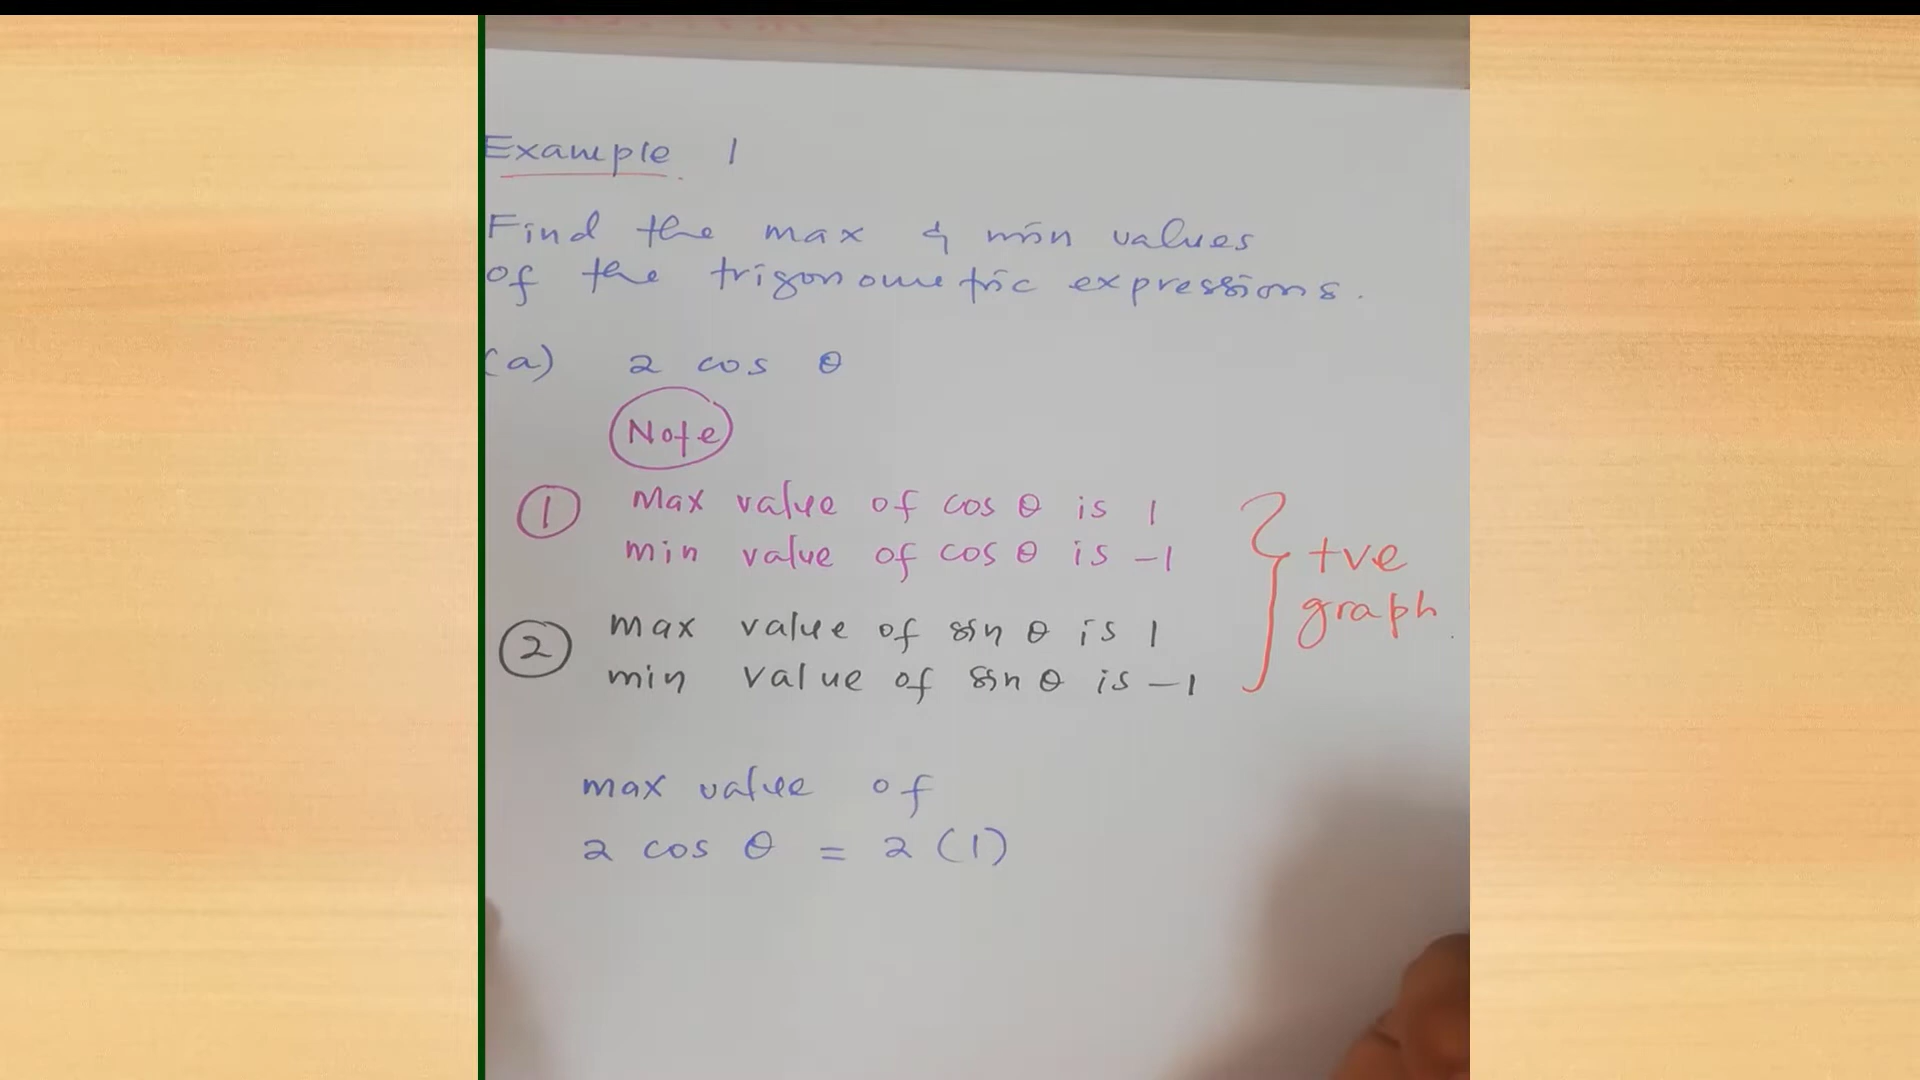 Example 1
Find the max & min values
of the trigonometric expressions.
(a) 2 cos θ
Note
① Max value of cos θ is 1
min value of cos θ is -1
② max value of sin θ is 1
min value of sin θ is -1
+ve
graph
max value of
2 cos θ = 2 (1)